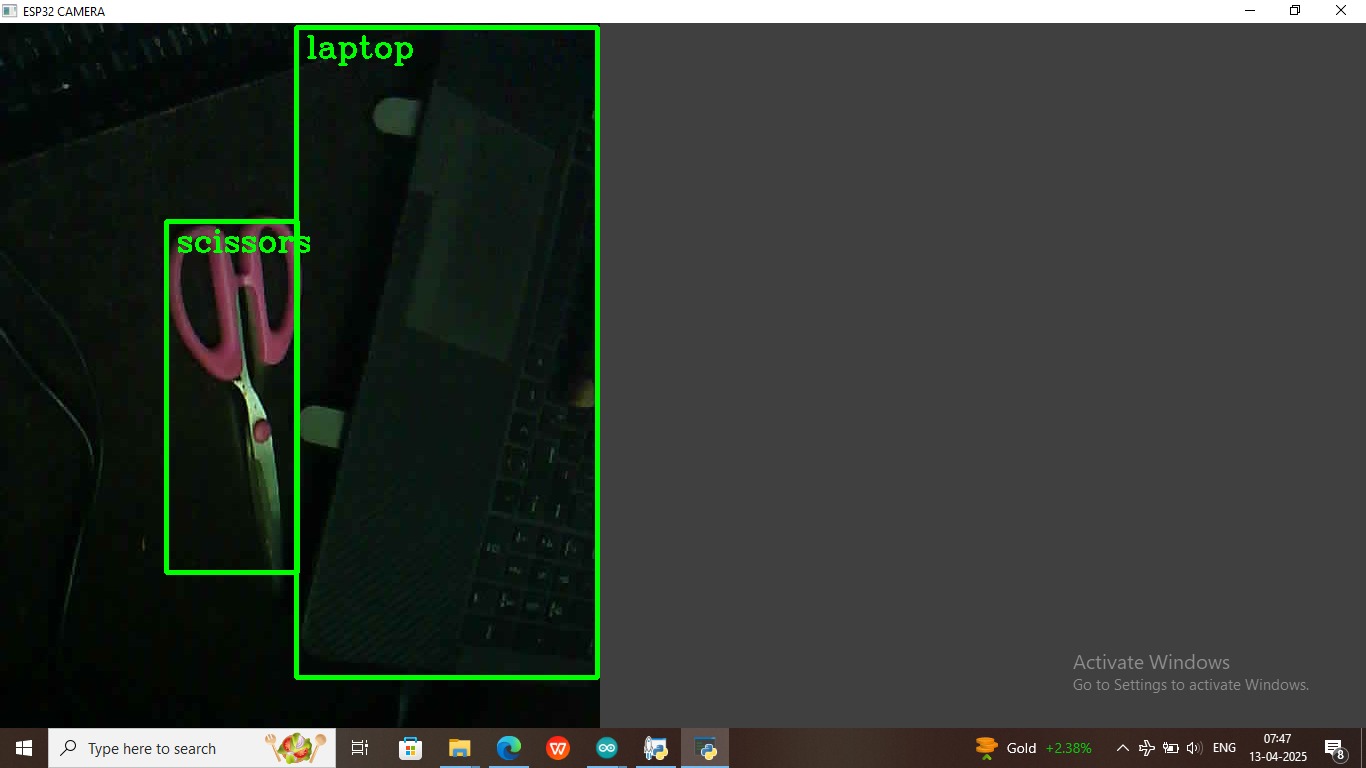 ESP32 CAMERA
laptop
scissors
Activate Windows
Go to Settings to activate Windows.
Type here to search
Gold +2.38%
ENG
07:47
13-04-2025
8